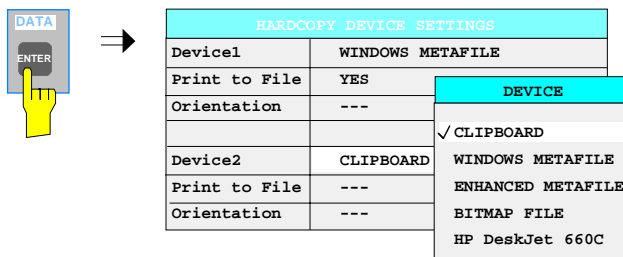 DATA
ENTER
HARDCOPY DEVICE SETTINGS
Device1 WINDOWS METAFILE
Print to File YES
Orientation ---
Device2 CLIPBOARD
Print to File ---
Orientation ---
DEVICE
✓ CLIPBOARD
WINDOWS METAFILE
ENHANCED METAFILE
BITMAP FILE
HP DeskJet 660C